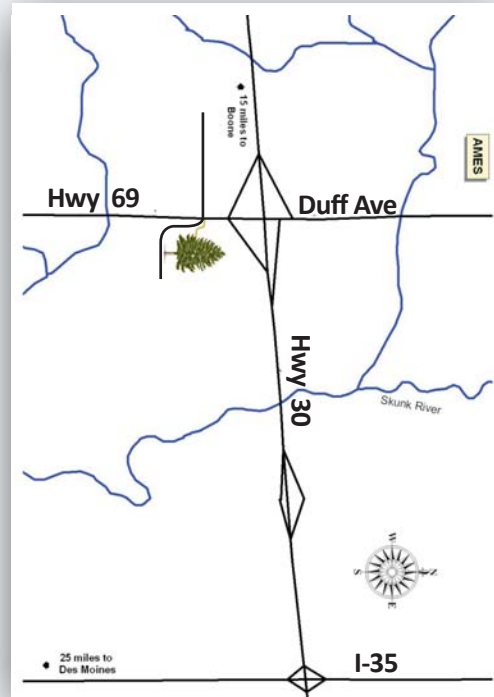 15 miles to
Boone
AMES
Hwy 69
Duff Ave
Hwy 30
Skunk River
W
S
N
E
25 miles to
Des Moines
I-35